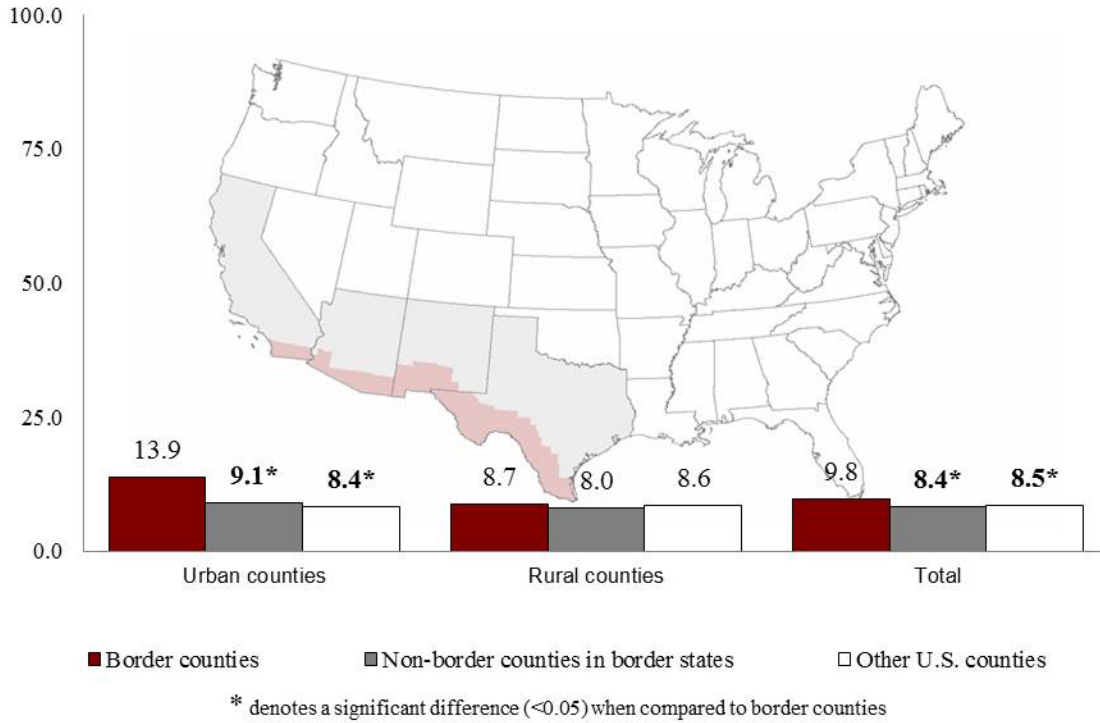 100.0
75.0
50.0
25.0
0.0
13.9
9.1*
8.4*
8.7
8.0
8.6
9.8
8.4*
8.5*
Urban counties
Rural counties
Total
Border counties
Non-border counties in border states
Other U.S. counties
* denotes a significant difference (<0.05) when compared to border counties